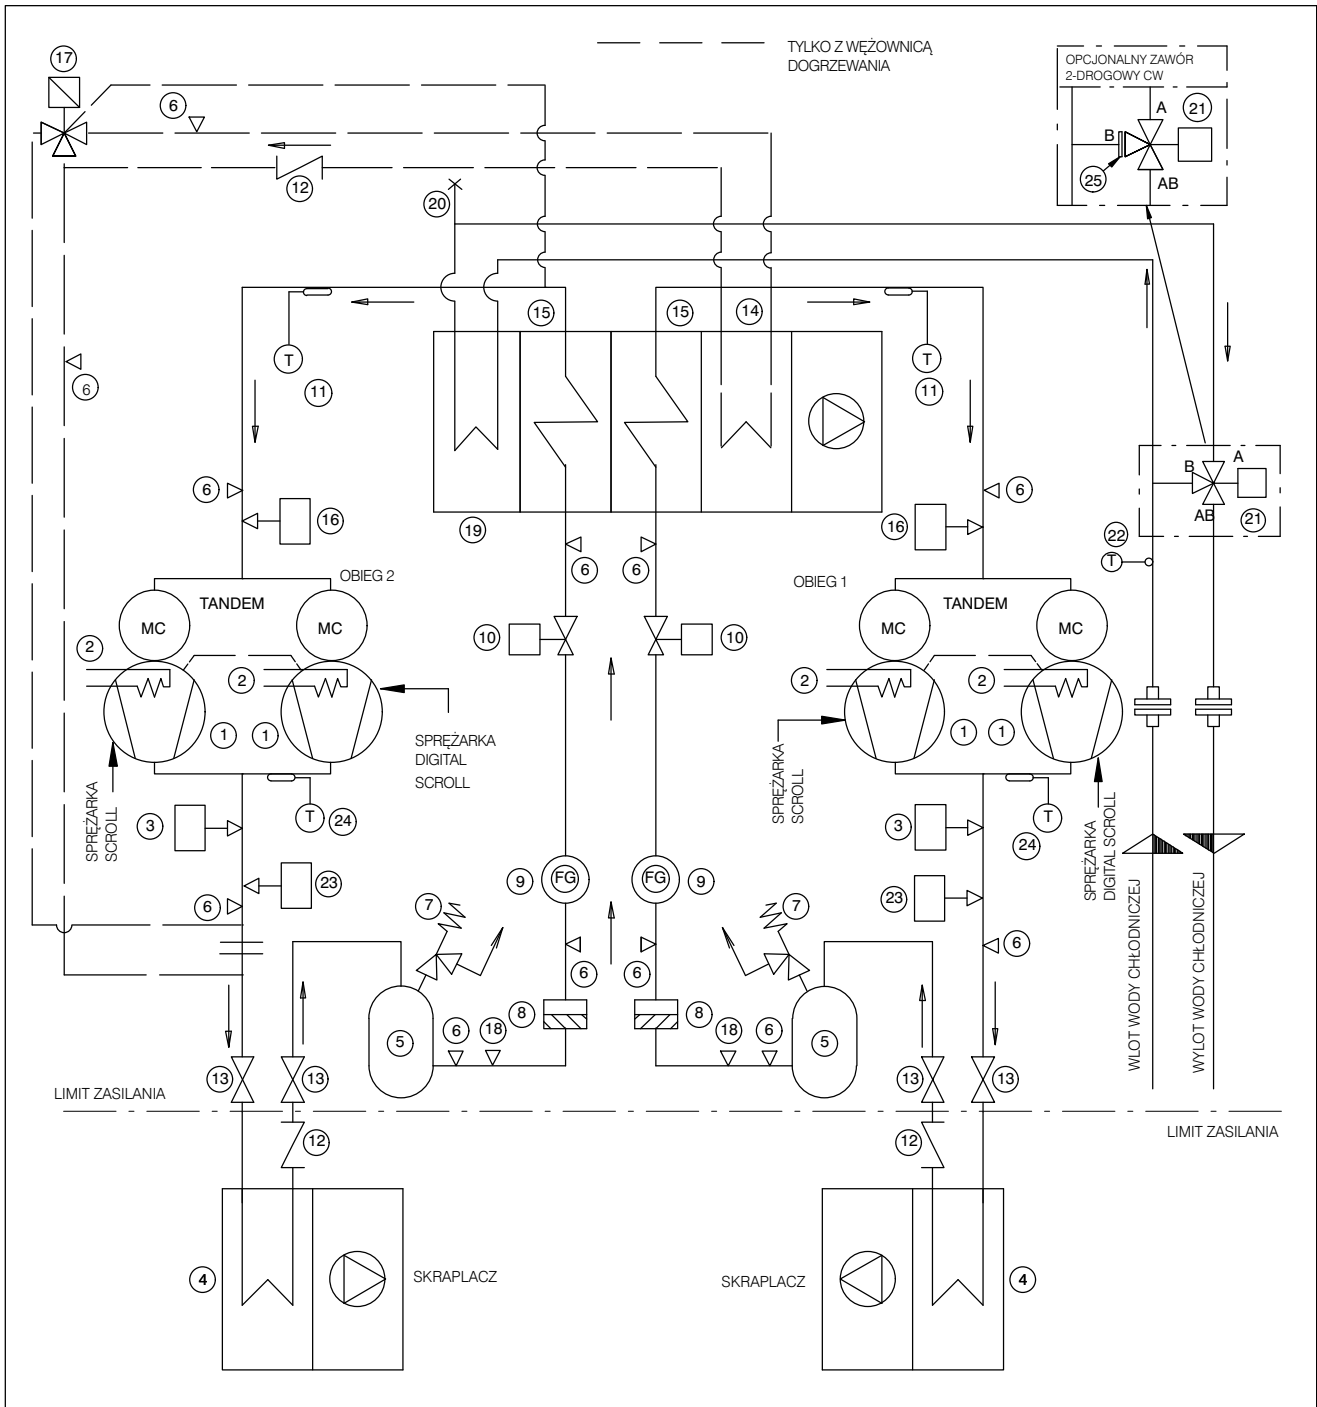 17
TYLKO Z WĘŻOWNICĄ
DOGRZEWANIA
OPCJONALNY ZAWÓR
2-DROGOWY CW
6
A
21
B
25
AB
12
20
15
15
14
T
11
T
11
6
A
B
AB
21
22
T
6
16
19
6
16
6
6
OBIEG 2
OBIEG 1
TANDEM
MC
MC
TANDEM
MC
MC
10
10
2
2
2
2
1
1
1
1
SPRĘŻARKA
DIGITAL
SCROLL
SPRĘŻARKA
SCROLL
SPRĘŻARKA
SCROLL
SPRĘŻARKA
DIGITAL SCROLL
3
T
24
3
T
24
9
FG
FG
9
23
23
6
7
7
6
6
6
WLOT WODY CHŁODNICZEJ
WYLOT WODY CHŁODNICZEJ
8
8
5
6
18
18
6
5
13
13
13
13
LIMIT ZASILANIA
LIMIT ZASILANIA
12
12
4
SKRAPLACZ
SKRAPLACZ
4